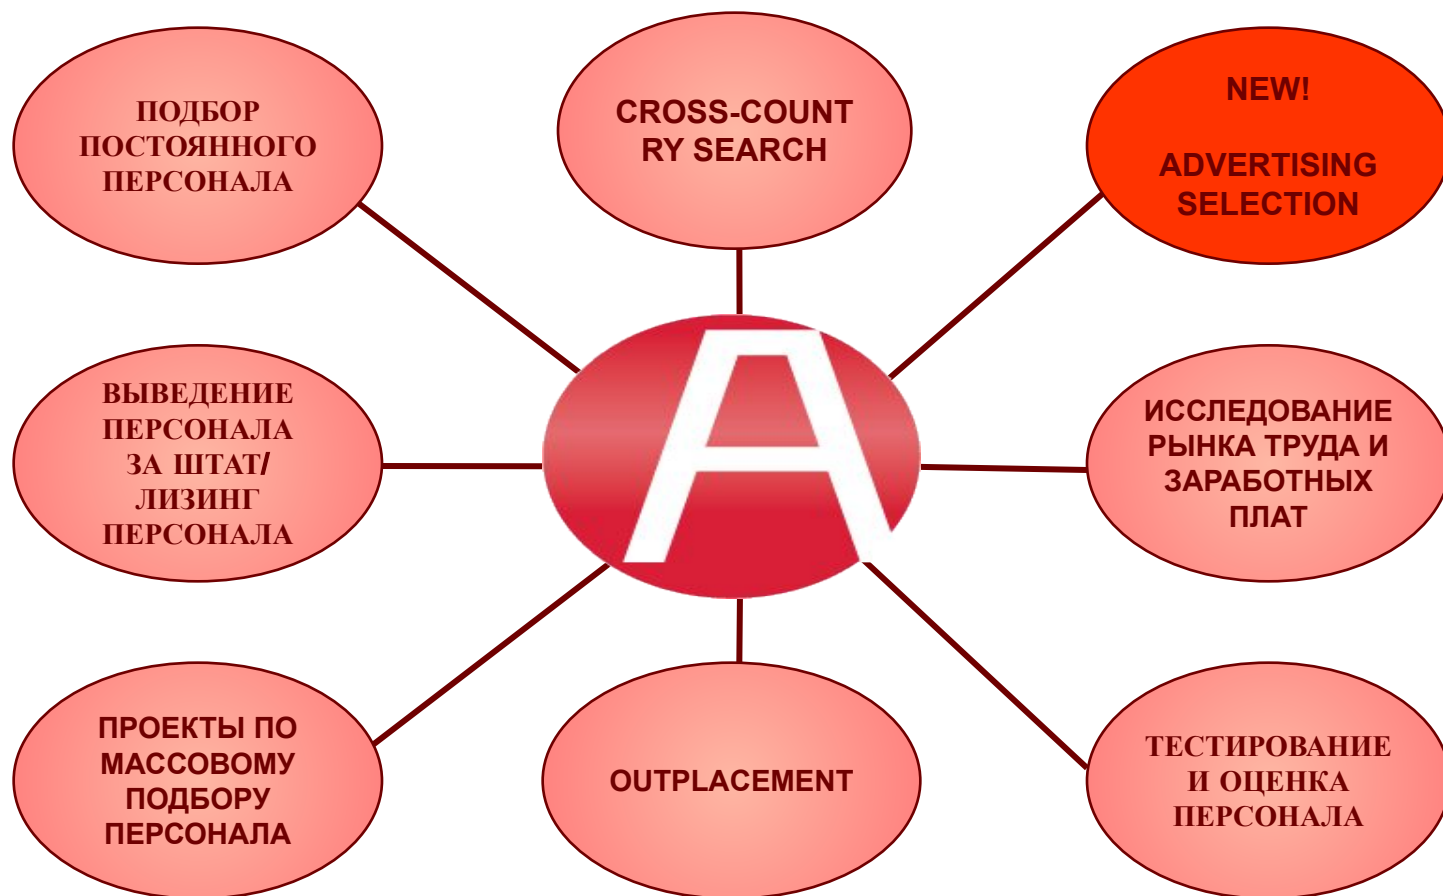 ПОДБОР
ПОСТОЯННОГО
ПЕРСОНАЛА
CROSS-COUNT
RY SEARCH
NEW!
ADVERTISING
SELECTION
ВЫВЕДЕНИЕ
ПЕРСОНАЛА
ЗА ШТАТ/
ЛИЗИНГ
ПЕРСОНАЛА
A
ИССЛЕДОВАНИЕ
РЫНКА ТРУДА И
ЗАРАБОТНЫХ
ПЛАТ
ПРОЕКТЫ ПО
МАССОВОМУ
ПОДБОРУ
ПЕРСОНАЛА
OUTPLACEMENT
ТЕСТИРОВАНИЕ
И ОЦЕНКА
ПЕРСОНАЛА